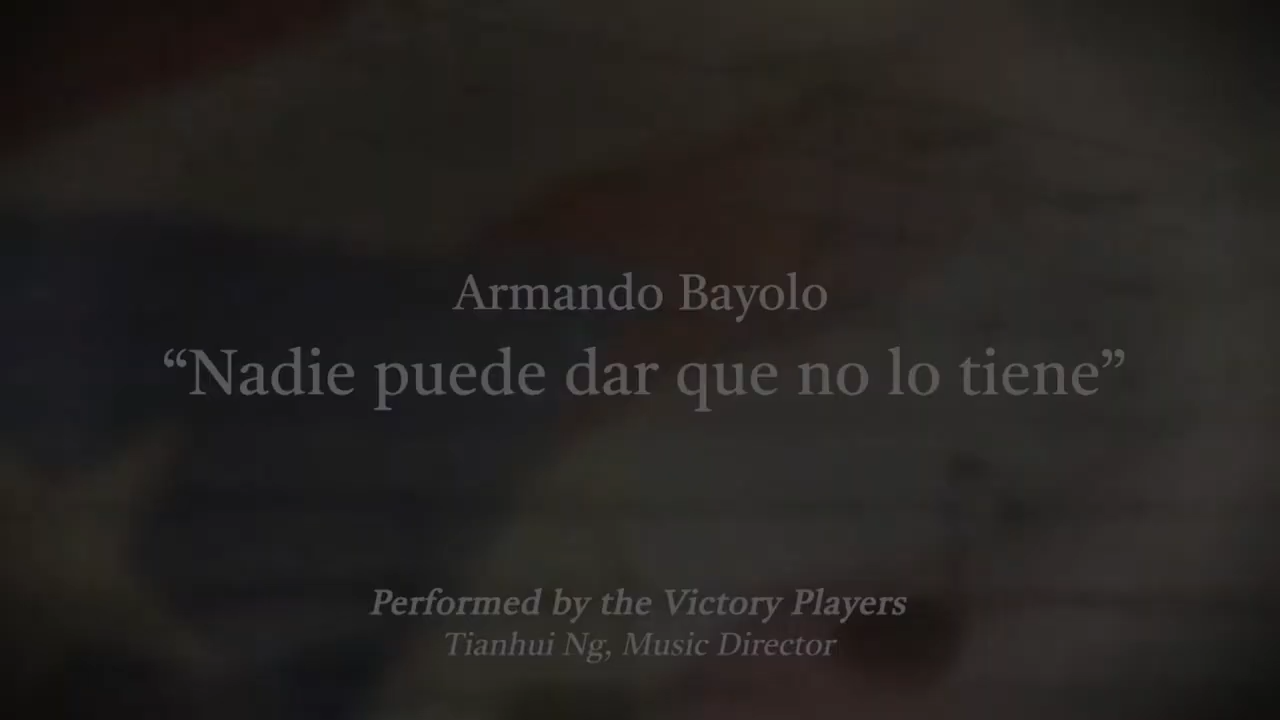 Armando Bayolo
“Nadie puede dar que no lo tiene”
Performed by the Victory Players
Tianhui Ng, Music Director